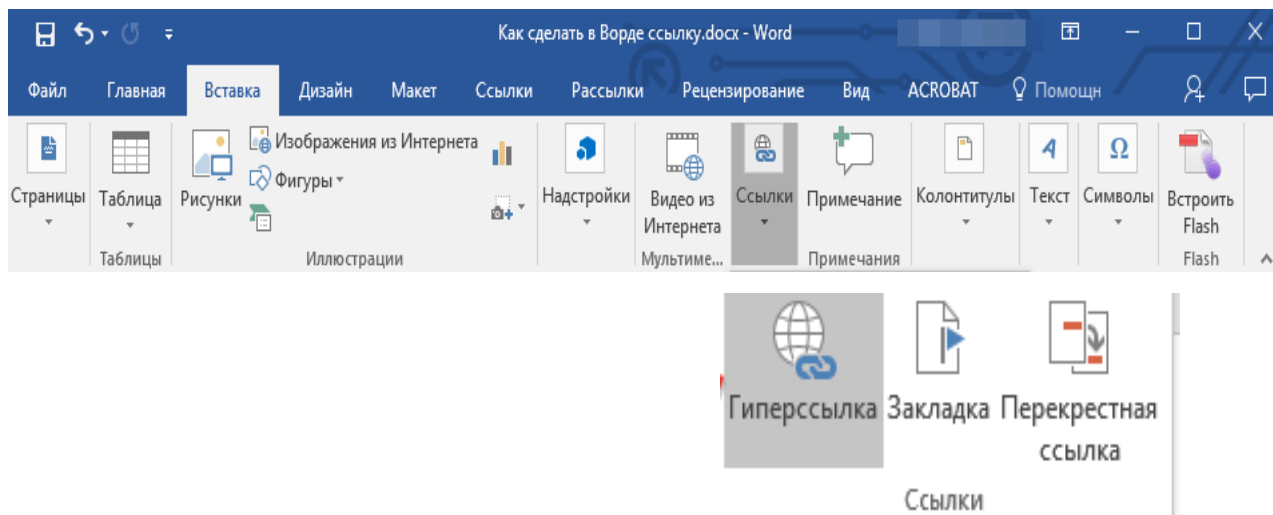 Как сделать в Ворде ссылку.docx - Word
Файл Главная Вставка Дизайн Макет Ссылки Рассылки Рецензирование Вид ACROBAT Помощн
Изображения из Интернета
Фигуры
Страницы Таблица Рисунки Надстройки Видео из Ссылки Примечание Колонтитулы Текст Символы Встроить
Интернета Flash
Таблицы Иллюстрации Мультиме... Примечания Flash
Гиперссылка Закладка Перекрестная
ссылка
Ссылки